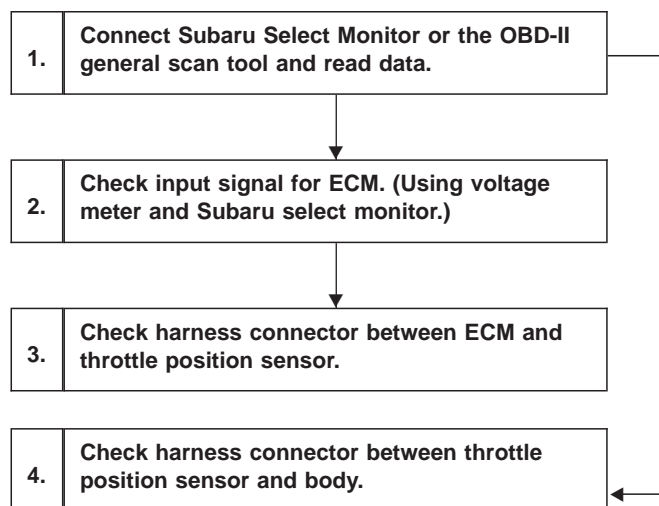 1.
Connect Subaru Select Monitor or the OBD-II
general scan tool and read data.
2.
Check input signal for ECM. (Using voltage
meter and Subaru select monitor.)
3.
Check harness connector between ECM and
throttle position sensor.
4.
Check harness connector between throttle
position sensor and body.